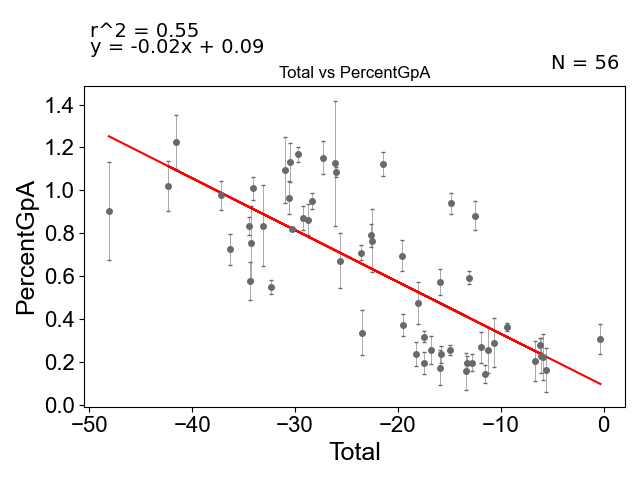 r^2 = 0.55
y = -0.02x + 0.09
N = 56
Total vs PercentGpA
PercentGpA
1.4
1.2
1.0
0.8
0.6
0.4
0.2
0.0
−50
−40
−30
−20
−10
0
Total